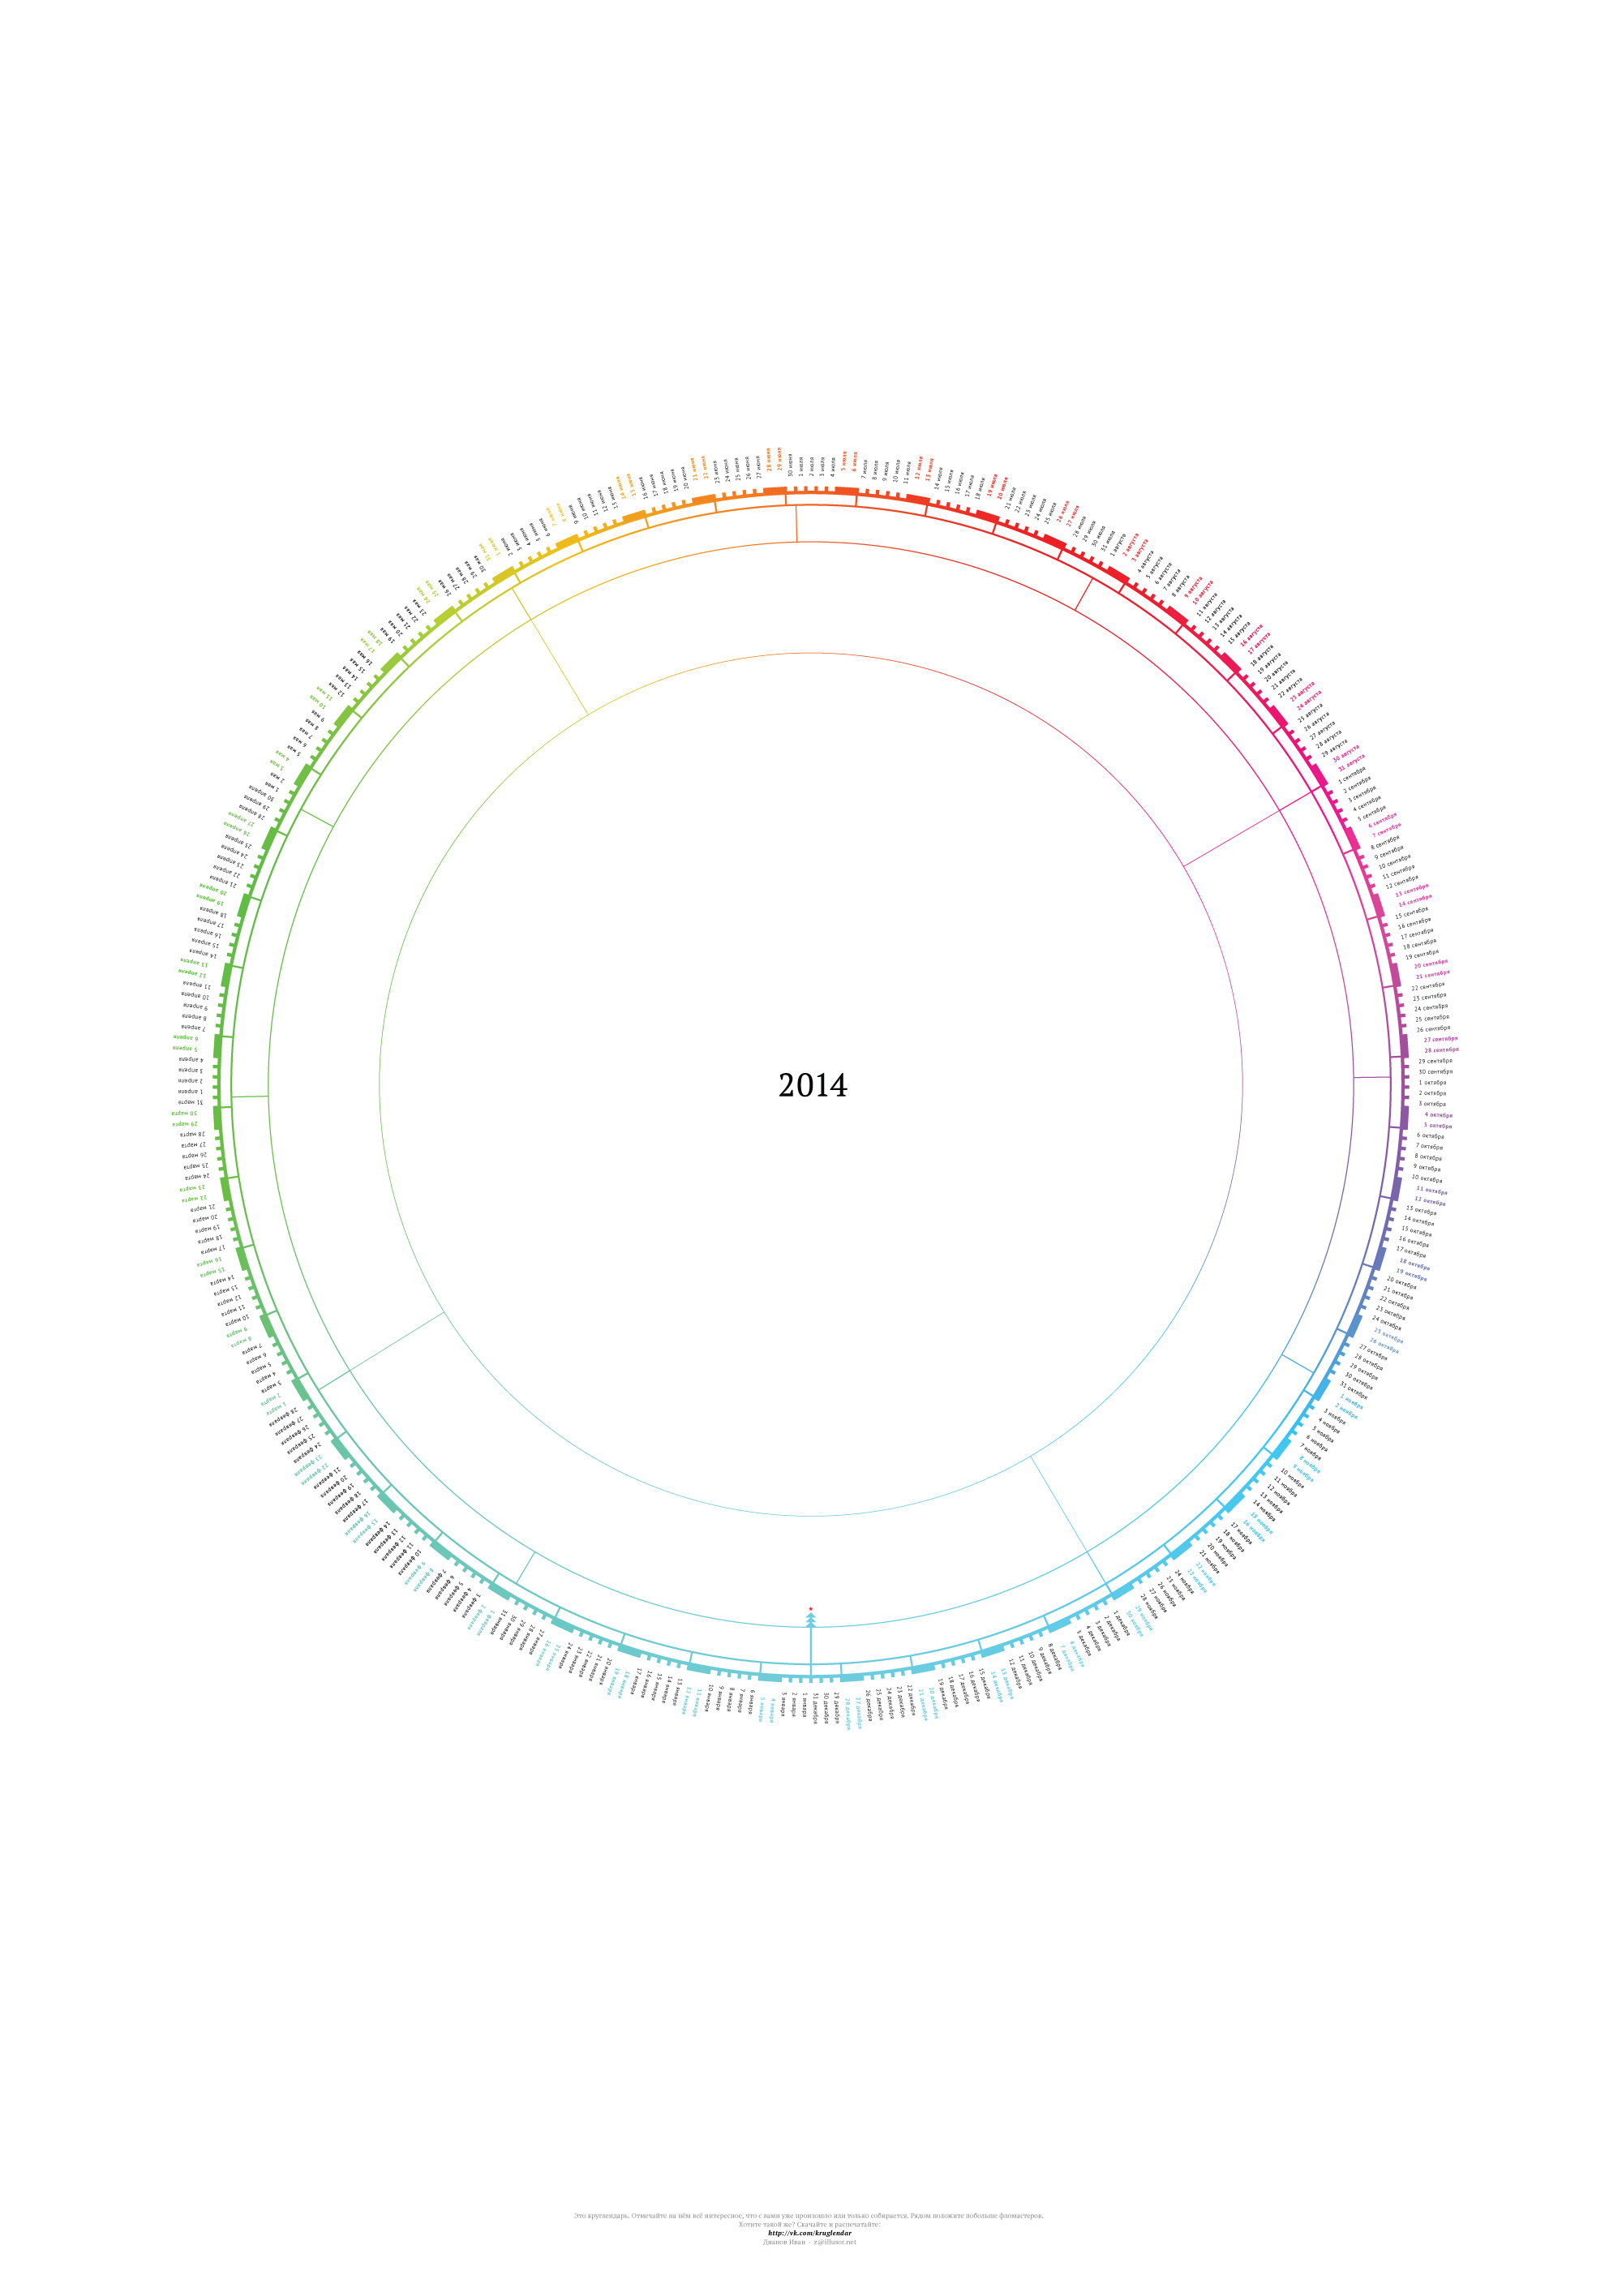 1 января
2 января
3 января
4 января
5 января
6 января
7 января
8 января
9 января
10 января
11 января
12 января
13 января
14 января
15 января
16 января
17 января
18 января
19 января
20 января
21 января
22 января
23 января
24 января
25 января
26 января
27 января
28 января
29 января
30 января
31 января
1 февраля
2 февраля
3 февраля
4 февраля
5 февраля
6 февраля
7 февраля
8 февраля
9 февраля
10 февраля
11 февраля
12 февраля
13 февраля
14 февраля
15 февраля
16 февраля
17 февраля
18 февраля
19 февраля
20 февраля
21 февраля
22 февраля
23 февраля
24 февраля
25 февраля
26 февраля
27 февраля
28 февраля
1 марта
2 марта
3 марта
4 марта
5 марта
6 марта
7 марта
8 марта
9 марта
10 марта
11 марта
12 марта
13 марта
14 марта
15 марта
16 марта
17 марта
18 марта
19 марта
20 марта
21 марта
22 марта
23 марта
24 марта
25 марта
26 марта
27 марта
28 марта
29 марта
30 марта
31 марта
1 апреля
2 апреля
3 апреля
4 апреля
5 апреля
6 апреля
7 апреля
8 апреля
9 апреля
10 апреля
11 апреля
12 апреля
13 апреля
14 апреля
15 апреля
16 апреля
17 апреля
18 апреля
19 апреля
20 апреля
21 апреля
22 апреля
23 апреля
24 апреля
25 апреля
26 апреля
27 апреля
28 апреля
29 апреля
30 апреля
1 мая
2 мая
3 мая
4 мая
5 мая
6 мая
7 мая
8 мая
9 мая
10 мая
11 мая
12 мая
13 мая
14 мая
15 мая
16 мая
17 мая
18 мая
19 мая
20 мая
21 мая
22 мая
23 мая
24 мая
25 мая
26 мая
27 мая
28 мая
29 мая
30 мая
31 мая
1 июня
2 июня
3 июня
4 июня
5 июня
6 июня
7 июня
8 июня
9 июня
10 июня
11 июня
12 июня
13 июня
14 июня
15 июня
16 июня
17 июня
18 июня
19 июня
20 июня
21 июня
22 июня
23 июня
24 июня
25 июня
26 июня
27 июня
28 июня
29 июня
30 июня
1 июля
2 июля
3 июля
4 июля
5 июля
6 июля
7 июля
8 июля
9 июля
10 июля
11 июля
12 июля
13 июля
14 июля
15 июля
16 июля
17 июля
18 июля
19 июля
20 июля
21 июля
22 июля
23 июля
24 июля
25 июля
26 июля
27 июля
28 июля
29 июля
30 июля
31 июля
1 августа
2 августа
3 августа
4 августа
5 августа
6 августа
7 августа
8 августа
9 августа
10 августа
11 августа
12 августа
13 августа
14 августа
15 августа
16 августа
17 августа
18 августа
19 августа
20 августа
21 августа
22 августа
23 августа
24 августа
25 августа
26 августа
27 августа
28 августа
29 августа
30 августа
31 августа
1 сентября
2 сентября
3 сентября
4 сентября
5 сентября
6 сентября
7 сентября
8 сентября
9 сентября
10 сентября
11 сентября
12 сентября
13 сентября
14 сентября
15 сентября
16 сентября
17 сентября
18 сентября
19 сентября
20 сентября
21 сентября
22 сентября
23 сентября
24 сентября
25 сентября
26 сентября
27 сентября
28 сентября
29 сентября
30 сентября
1 октября
2 октября
3 октября
4 октября
5 октября
6 октября
7 октября
8 октября
9 октября
10 октября
11 октября
12 октября
13 октября
14 октября
15 октября
16 октября
17 октября
18 октября
19 октября
20 октября
21 октября
22 октября
23 октября
24 октября
25 октября
26 октября
27 октября
28 октября
29 октября
30 октября
31 октября
1 ноября
2 ноября
3 ноября
4 ноября
5 ноября
6 ноября
7 ноября
8 ноября
9 ноября
10 ноября
11 ноября
12 ноября
13 ноября
14 ноября
15 ноября
16 ноября
17 ноября
18 ноября
19 ноября
20 ноября
21 ноября
22 ноября
23 ноября
24 ноября
25 ноября
26 ноября
27 ноября
28 ноября
29 ноября
30 ноября
1 декабря
2 декабря
3 декабря
4 декабря
5 декабря
6 декабря
7 декабря
8 декабря
9 декабря
10 декабря
11 декабря
12 декабря
13 декабря
14 декабря
15 декабря
16 декабря
17 декабря
18 декабря
19 декабря
20 декабря
21 декабря
22 декабря
23 декабря
24 декабря
25 декабря
26 декабря
27 декабря
28 декабря
29 декабря
30 декабря
31 декабря
2014
Это круглендарь. Отмечайте на нём всё интересное, что с вами уже произошло или только собирается. Рядом положите побольше фломастеров.
Хотите такой же? Скачайте и распечатайте:
http://vk.com/kruglendar
Иван